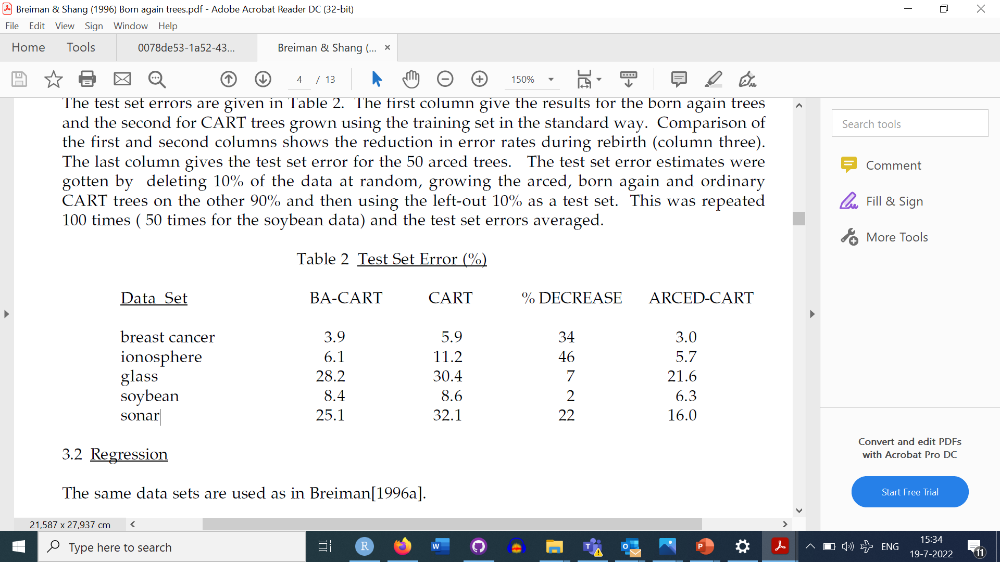 Breiman & Shang (1996) Born again trees.pdf - Adobe Acrobat Reader DC (32-bit)
File Edit View Sign Window Help
Home Tools 0078de53-1a52-43... Breiman & Shang (...
4 / 13 150%
The test set errors are given in Table 2. The first column give the results for the born again trees
and the second for CART trees grown using the training set in the standard way. Comparison of
the first and second columns shows the reduction in error rates during rebirth (column three).
The last column gives the test set error for the 50 arced trees. The test set error estimates were
gotten by deleting 10% of the data at random, growing the arced, born again and ordinary
CART trees on the other 90% and then using the left-out 10% as a test set. This was repeated
100 times ( 50 times for the soybean data) and the test set errors averaged.
Table 2 Test Set Error (%)
Data Set BA-CART CART % DECREASE ARCED-CART
breast cancer 3.9 5.9 34 3.0
ionosphere 6.1 11.2 46 5.7
glass 28.2 30.4 7 21.6
soybean 8.4 8.6 2 6.3
sonar 25.1 32.1 22 16.0
3.2 Regression
The same data sets are used as in Breiman[1996a].
21,587 x 27,937 cm
Search tools
Comment
Fill & Sign
More Tools
Convert and edit PDFs
with Acrobat Pro DC
Start Free Trial
Type here to search
ENG
15:34
19-7-2022
11